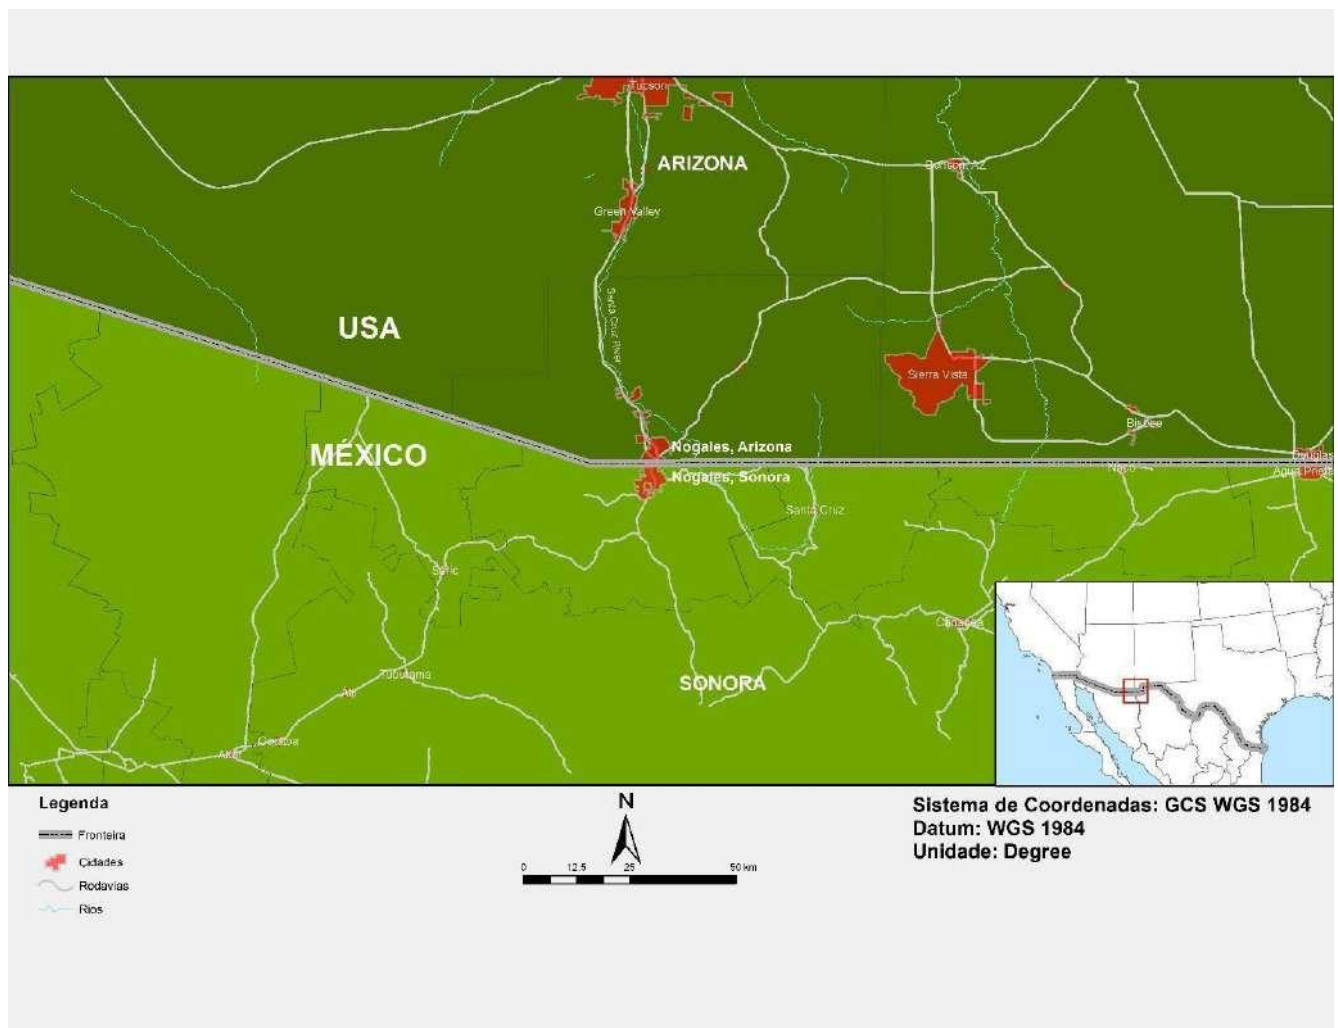 Tucson
ARIZONA
Benson, AZ
Green Valley
Santa Cruz River
USA
Sierra Vista
Bisbee
MÉXICO
Nogales, Arizona
Douglas
Naco
Agua Prieta
Nogales, Sonora
Santa Cruz
Saric
Cananea
Tubutama
SONORA
Atil
Oquitoa
Altar
Legenda
Fronteira
Cidades
Rodavias
Rios
N
0 12.5 25 50 km
Sistema de Coordenadas: GCS WGS 1984
Datum: WGS 1984
Unidade: Degree